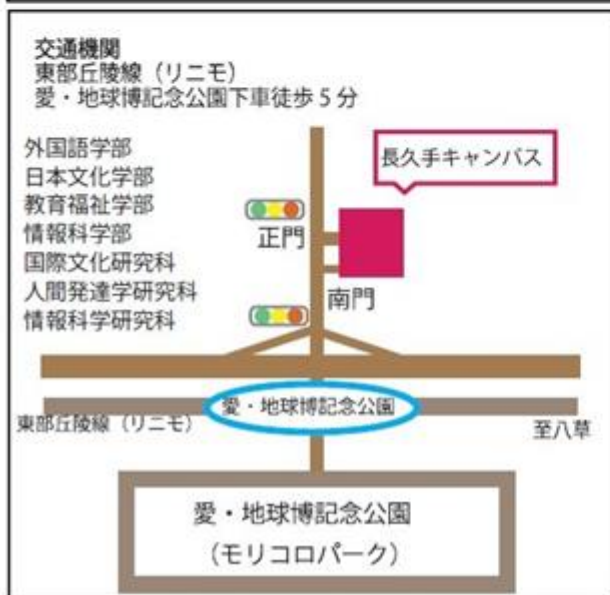 交通機関
東部丘陵線（リニモ）
愛・地球博記念公園下車徒歩５分
外国語学部
日本文化学部
教育福祉学部
情報科学部
国際文化研究科
人間発達学研究科
情報科学研究科
長久手キャンバス
正門
南門
愛・地球博記念公園
東部丘陵線（リニモ）
至八草
愛・地球博記念公園
（モリコロパーク）